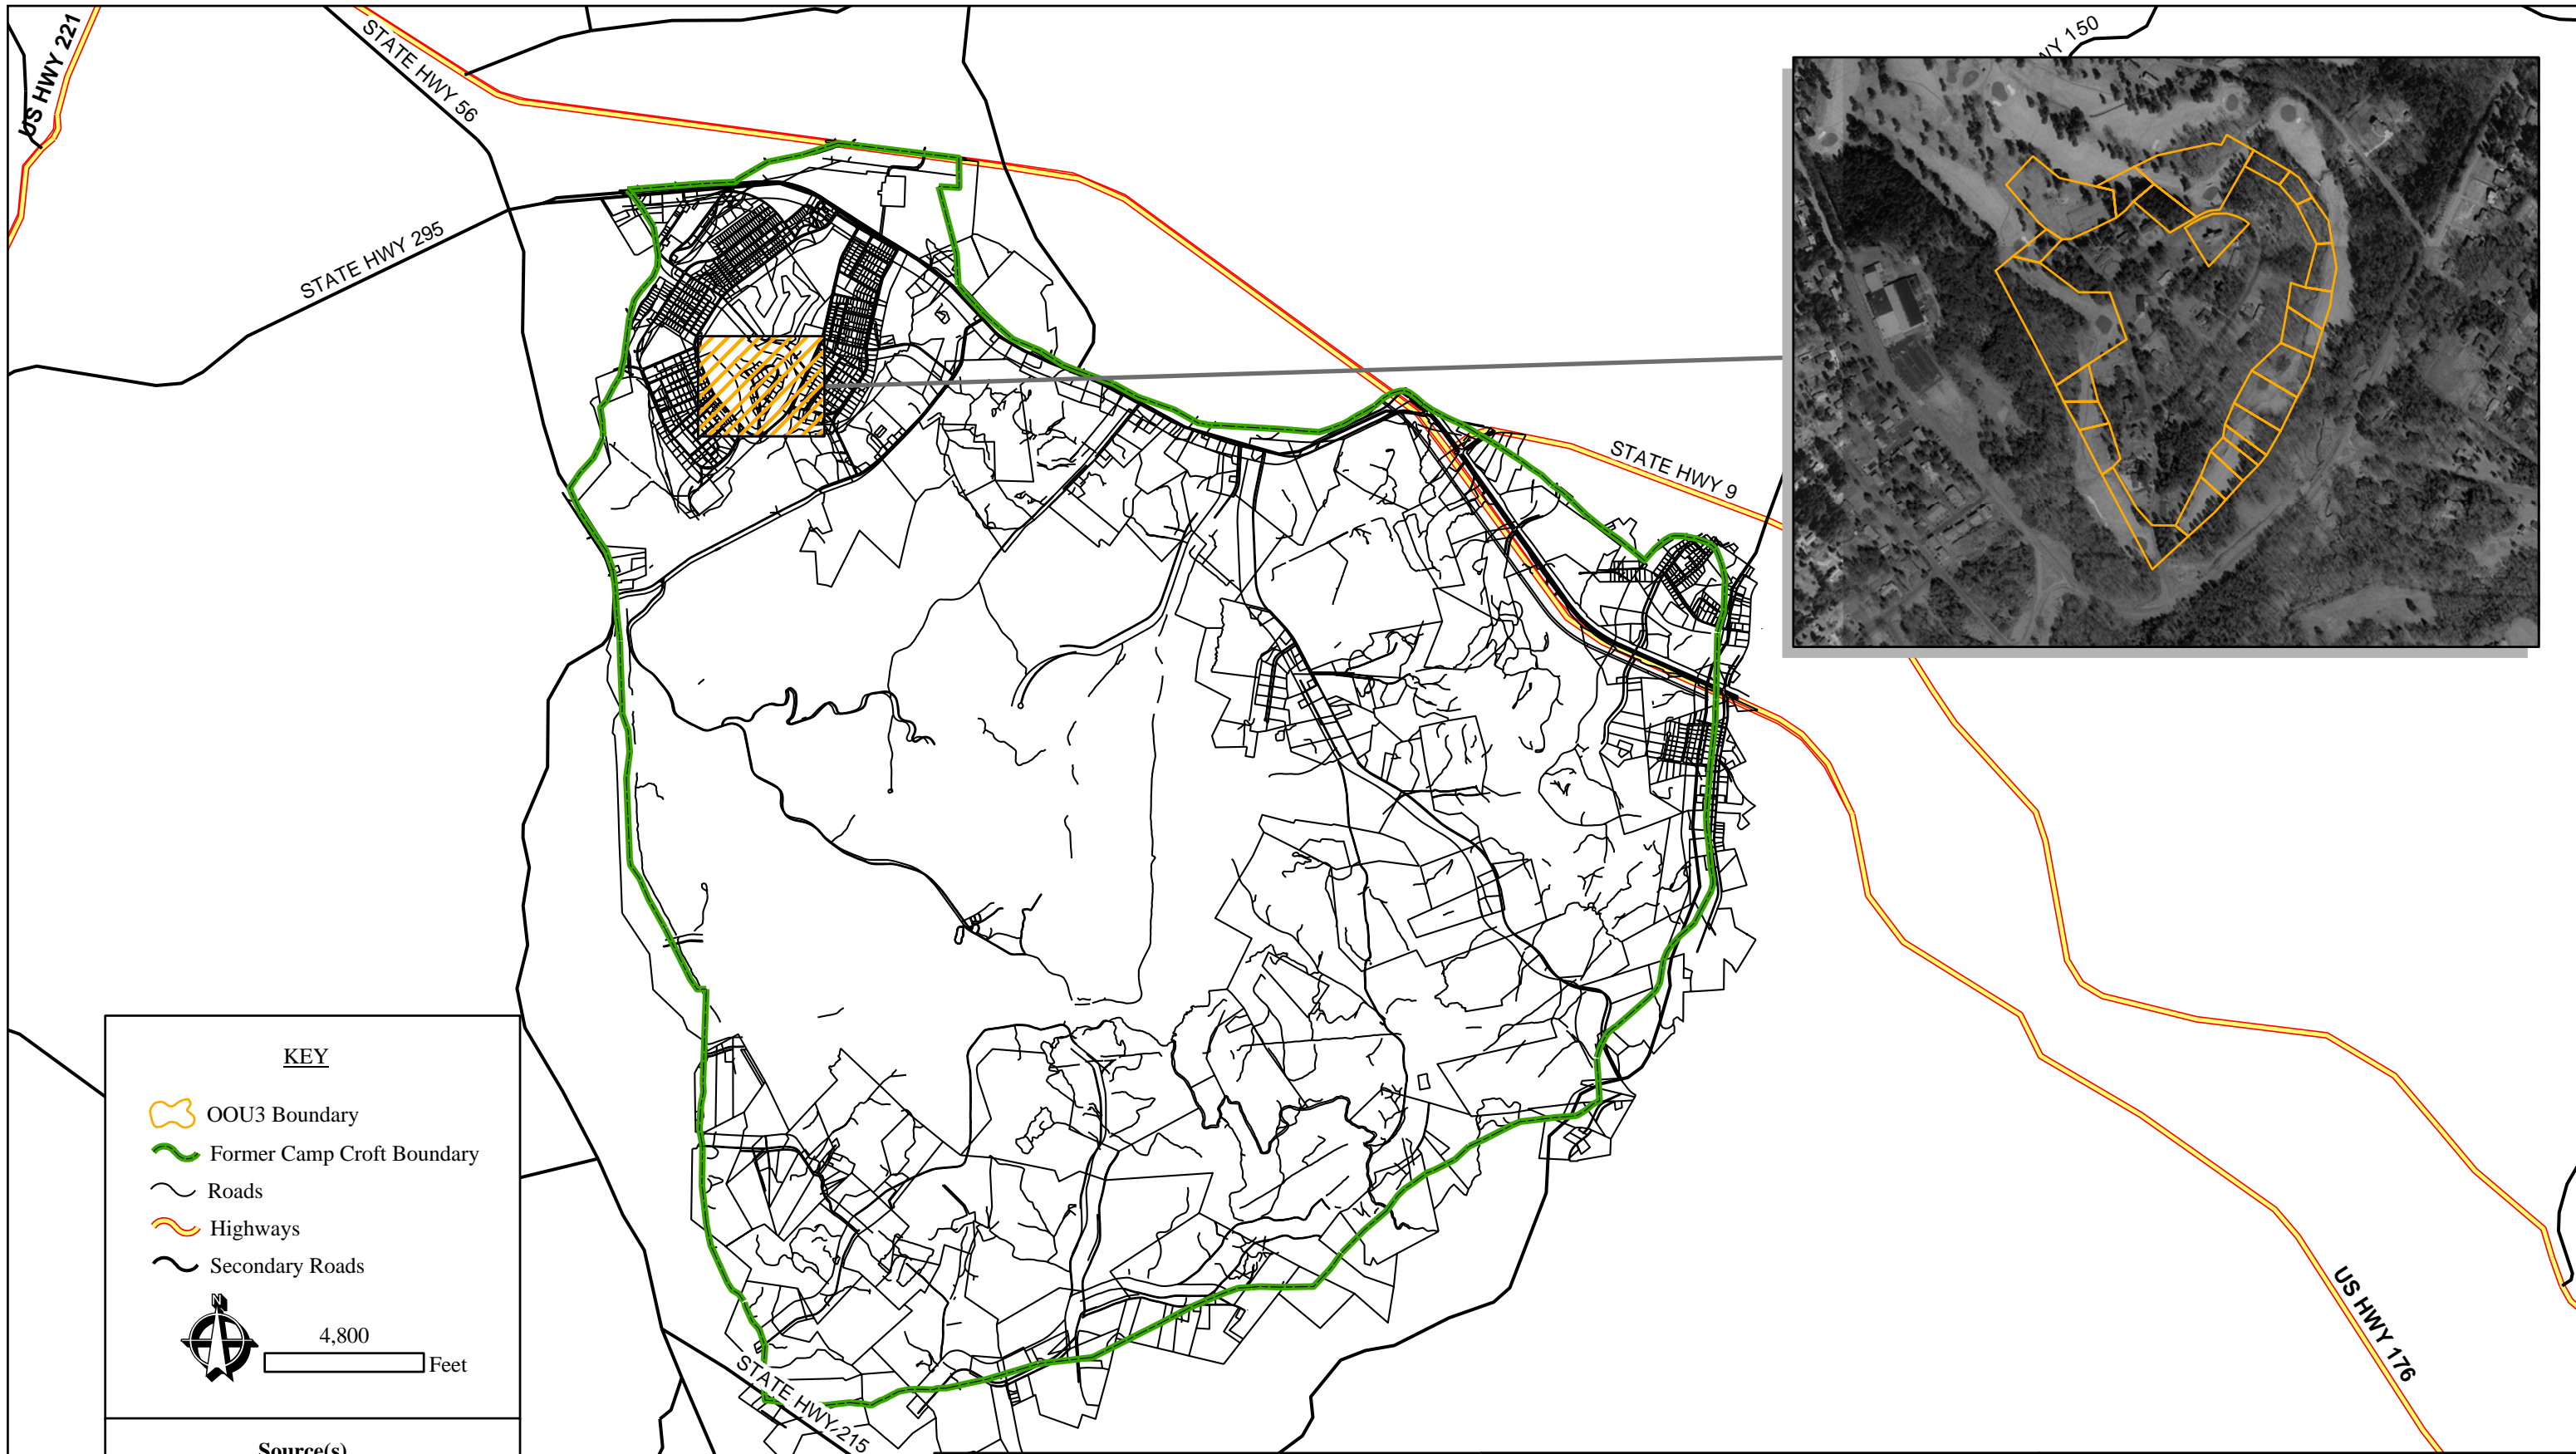 US HWY 221
STATE HWY 56
WY 150
STATE HWY 295
STATE HWY 9
KEY
OOU3 Boundary
Former Camp Croft Boundary
Roads
Highways
Secondary Roads
N
4,800
Feet
US HWY 176
STATE HWY 215
Source(s)